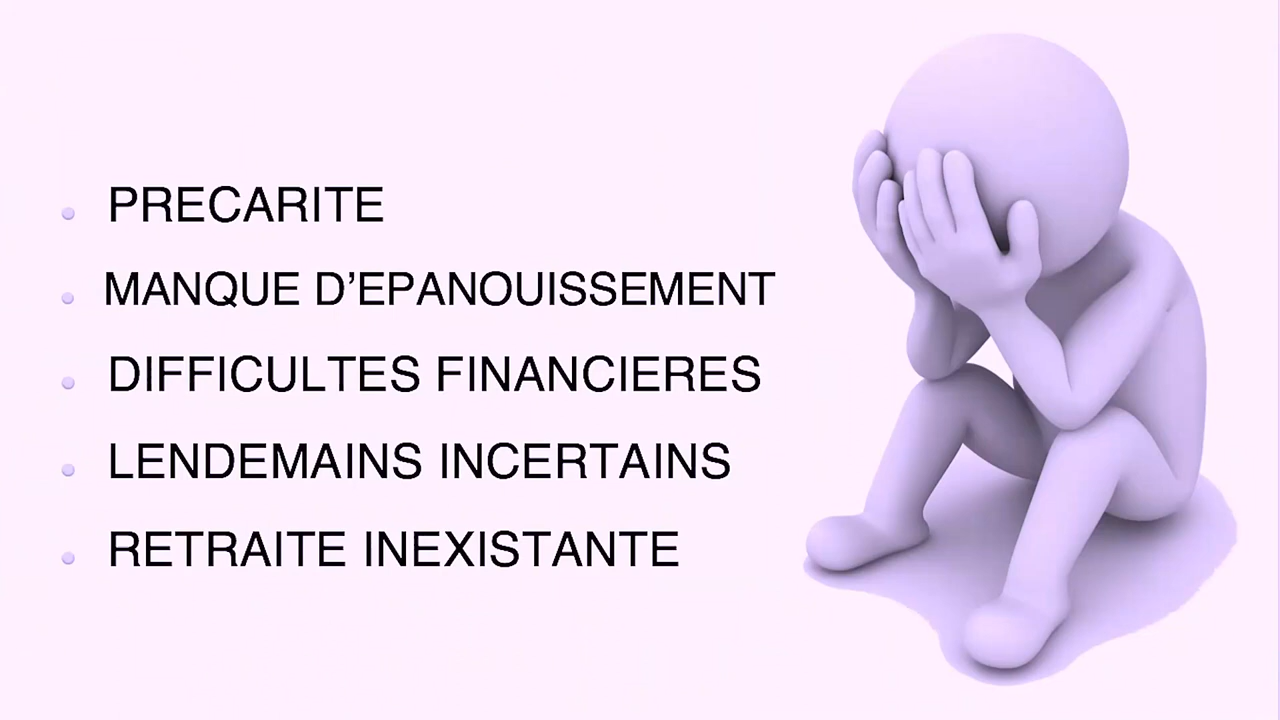 PRECARITE
MANQUE D’EPANOUISSEMENT
DIFFICULTES FINANCIERES
LENDEMAINS INCERTAINS
RETRAITE INEXISTANTE